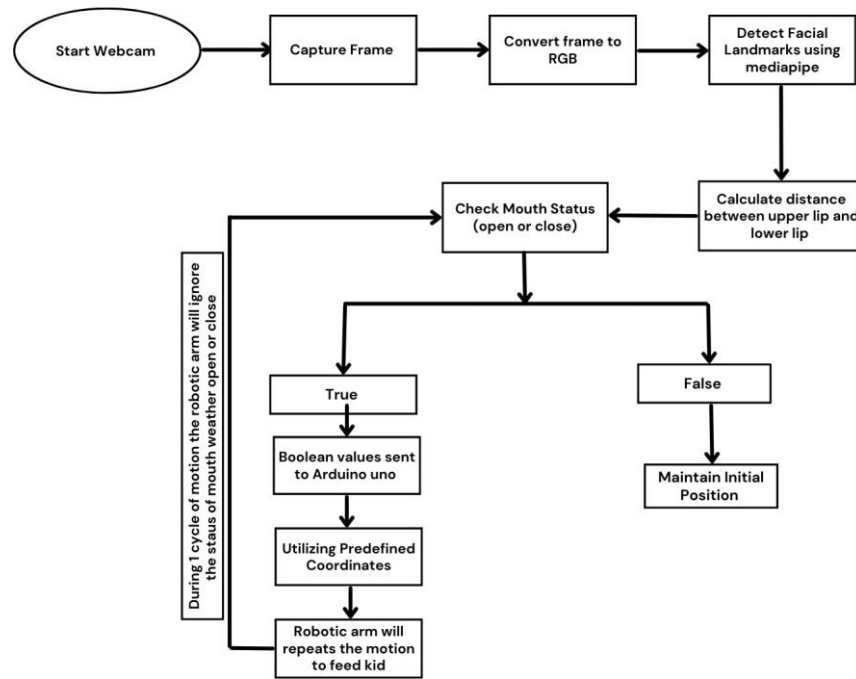 Start Webcam
Capture Frame
Convert frame to
RGB
Detect Facial
Landmarks using
mediapipe
Calculate distance
between upper lip and
lower lip
Check Mouth Status
(open or close)
During 1 cycle of motion the robotic arm will ignore
the staus of mouth weather open or close
True
False
Boolean values sent
to Arduino uno
Maintain Initial
Position
Utilizing Predefined
Coordinates
Robotic arm will
repeats the motion
to feed kid